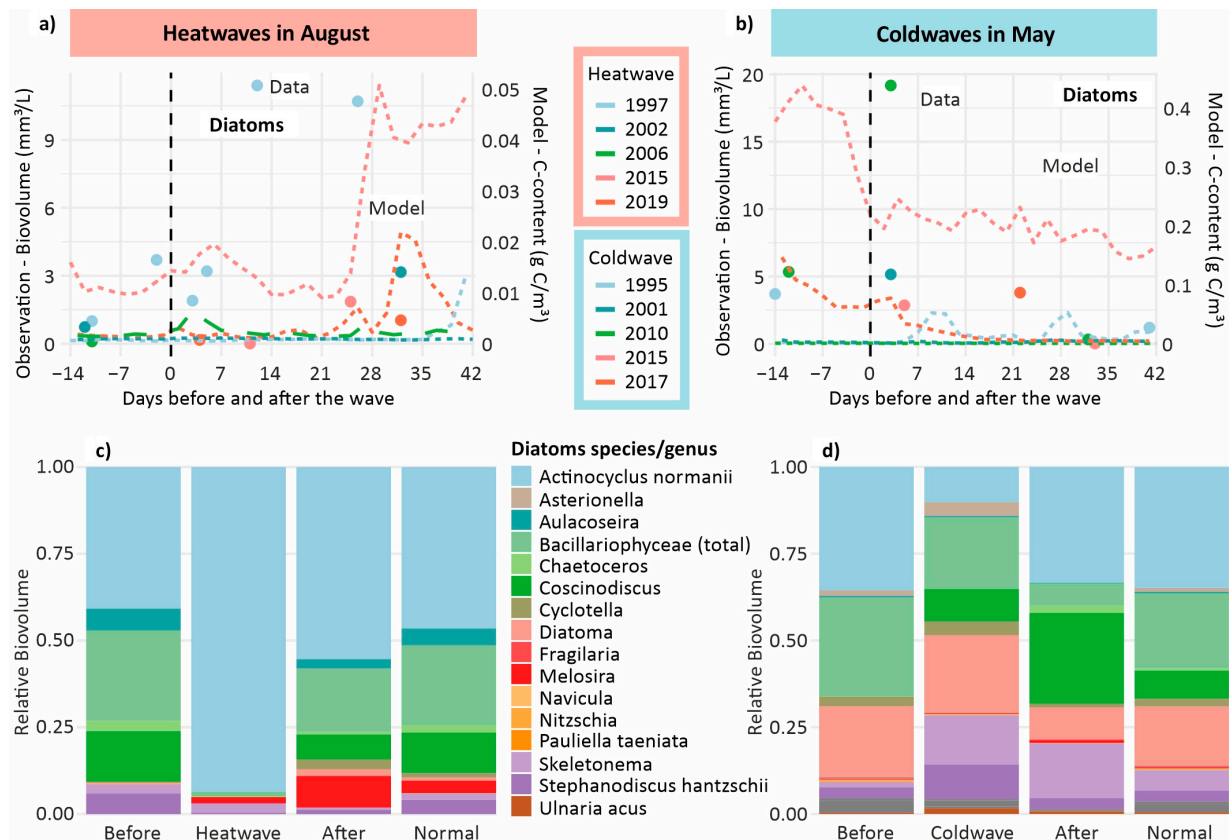 a)
Heatwaves in August
b)
Coldwaves in May
Observation - Biovolume (mm³/L)
9
6
3
0
Data
Diatoms
Model
0.05
0.04
0.03
0.02
0.01
0
Model - C-content (g C/m³)
−14 −7 0 7 14 21 28 35 42
Days before and after the wave
Heatwave
1997
2002
2006
2015
2019
Coldwave
1995
2001
2010
2015
2017
Observation - Biovolume (mm³/L)
20
15
10
5
0
Data
Diatoms
Model
0.4
0.3
0.2
0.1
0
Model - C-content (g C/m³)
−14 −7 0 7 14 21 28 35 42
Days before and after the wave
c)
Relative Biovolume
1.00
0.75
0.50
0.25
0.00
Before Heatwave After Normal
Diatoms species/genus
Actinocyclus normanii
Asterionella
Aulacoseira
Bacillariophyceae (total)
Chaetoceros
Coscinodiscus
Cyclotella
Diatoma
Fragilaria
Melosira
Navicula
Nitzschia
Pauliella taeniata
Skeletonema
Stephanodiscus hantzschii
Ulnaria acus
d)
Relative Biovolume
1.00
0.75
0.50
0.25
0.00
Before Coldwave After Normal